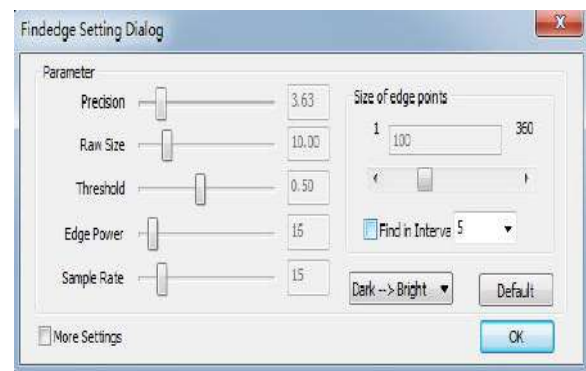 Findedge Setting Dialog
X
Parameter
Precision 3.63
Raw Size 10.00
Threshold 0.50
Edge Power 16
Sample Rate 15
Size of edge points
1 100 360
Find in Interve 5
Dark --> Bright
Default
More Settings
OK